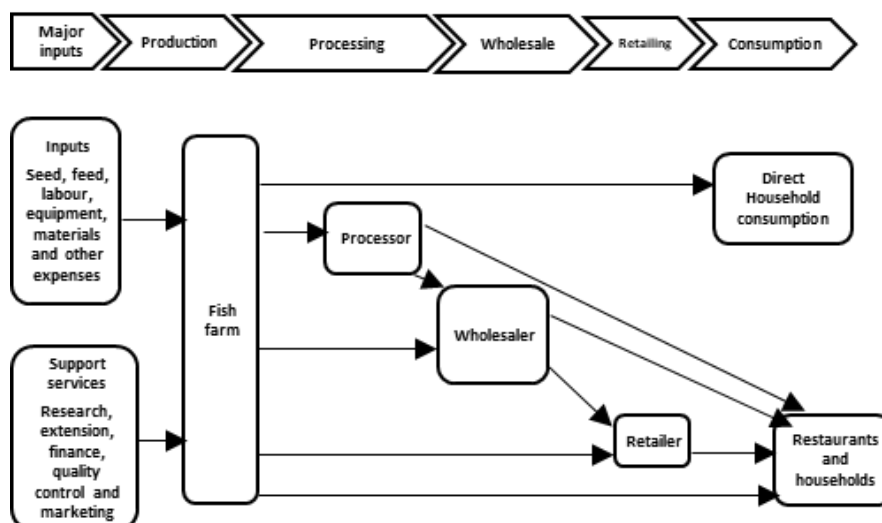 Major
inputs
Production
Processing
Wholesale
Retailing
Consumption
Inputs
Seed, feed,
labour,
equipment,
materials
and other
expenses
Support
services
Research,
extension,
finance,
quality
control and
marketing
Fish
farm
Processor
Wholesaler
Retailer
Direct
Household
consumption
Restaurants
and
households